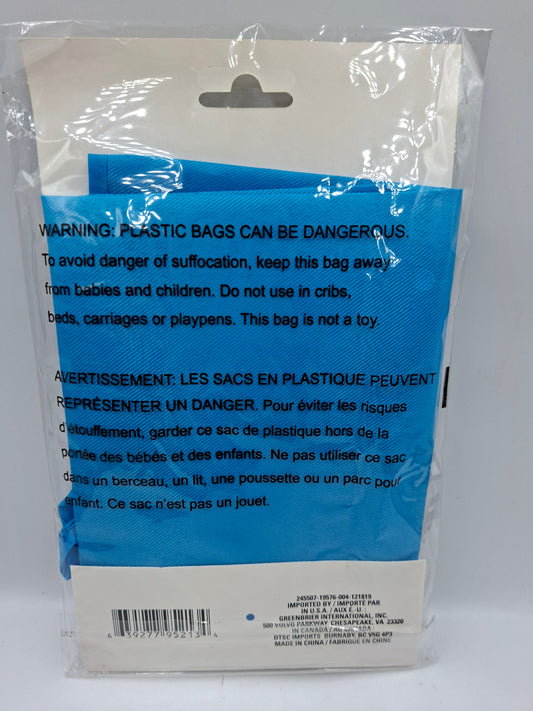 WARNING: PLASTIC BAGS CAN BE DANGEROUS.
To avoid danger of suffocation, keep this bag away
from babies and children. Do not use in cribs,
beds, carriages or playpens. This bag is not a toy.
AVERTISSEMENT: LES SACS EN PLASTIQUE PEUVENT
REPRÉSENTER UN DANGER. Pour éviter les risques
d'étouffement, garder ce sac de plastique hors de la
portée des bébés et des enfants. Ne pas utiliser ce sac
dans un berceau, un lit, une poussette ou un parc pour
enfant. Ce sac n'est pas un jouet.
245507-19576-004-121819
IMPORTED BY / IMPORTÉ PAR
IN U.S.A. / AUX É.-U. :
GREENBRIER INTERNATIONAL, INC.
500 VOLVO PARKWAY, CHESAPEAKE, VA 23320
IN CANADA / AU CANADA :
DTSC IMPORTS BURNABY, BC V5G 4P3
MADE IN CHINA / FABRIQUÉ EN CHINE
6 39277 95213 4